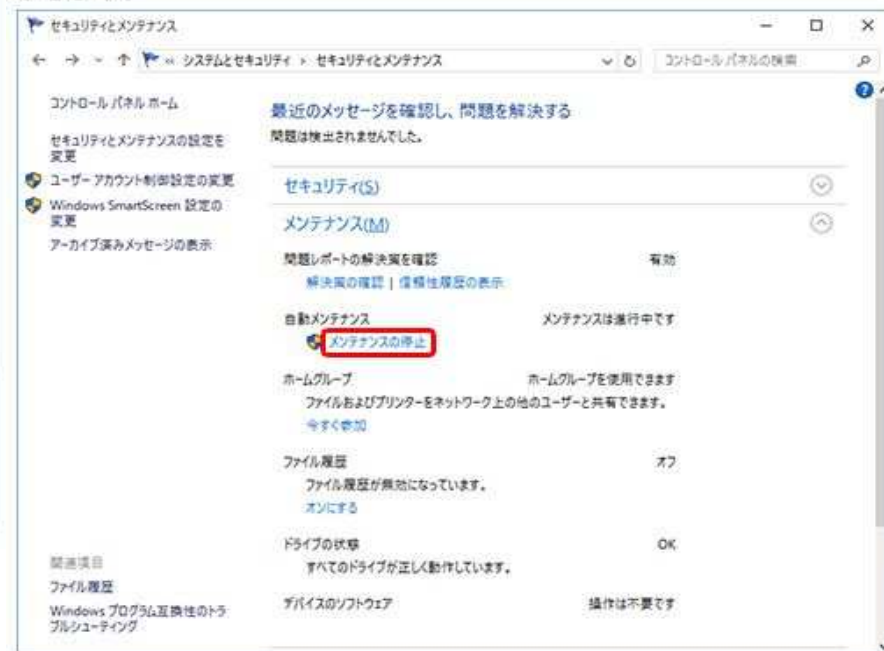 セキュリティとメンテナンス
« システムとセキュリティ › セキュリティとメンテナンス
コントロール パネルの検索
コントロール パネル ホーム
セキュリティとメンテナンスの設定を
変更
ユーザー アカウント制御設定の変更
Windows SmartScreen 設定の
変更
アーカイブ済みメッセージの表示
最近のメッセージを確認し、問題を解決する
問題は検出されませんでした。
セキュリティ(S)
メンテナンス(M)
問題レポートの解決策を確認 有効
解決策の確認 | 信頼性履歴の表示
自動メンテナンス メンテナンスは進行中です
メンテナンスの停止
ホームグループ ホームグループを使用できます
ファイルおよびプリンターをネットワーク上の他のユーザーと共有できます。
今すぐ参加
ファイル履歴 オフ
ファイル履歴が無効になっています。
オンにする
ドライブの状態 OK
すべてのドライブが正しく動作しています。
デバイスのソフトウェア 操作は不要です
関連項目
ファイル履歴
Windows プログラム互換性のトラ
ブルシューティング